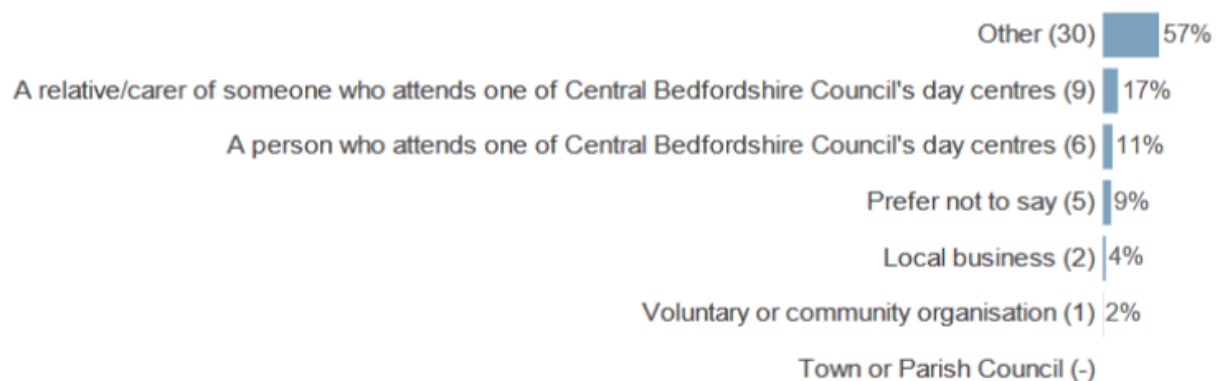 Other (30) 57%
A relative/carer of someone who attends one of Central Bedfordshire Council's day centres (9) 17%
A person who attends one of Central Bedfordshire Council's day centres (6) 11%
Prefer not to say (5) 9%
Local business (2) 4%
Voluntary or community organisation (1) 2%
Town or Parish Council (-)